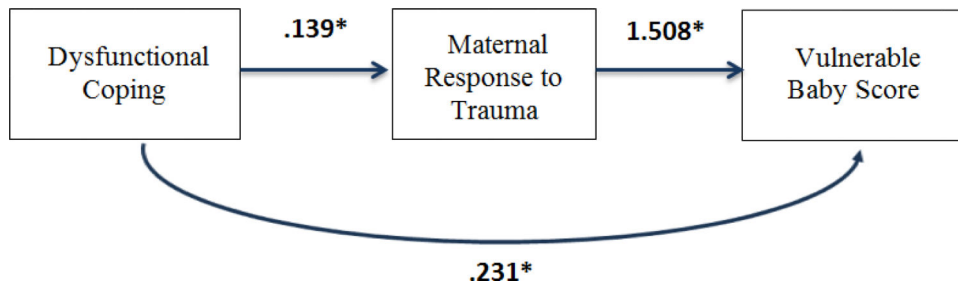 .139*
1.508*
Dysfunctional
Coping
Maternal
Response to
Trauma
Vulnerable
Baby Score
.231*